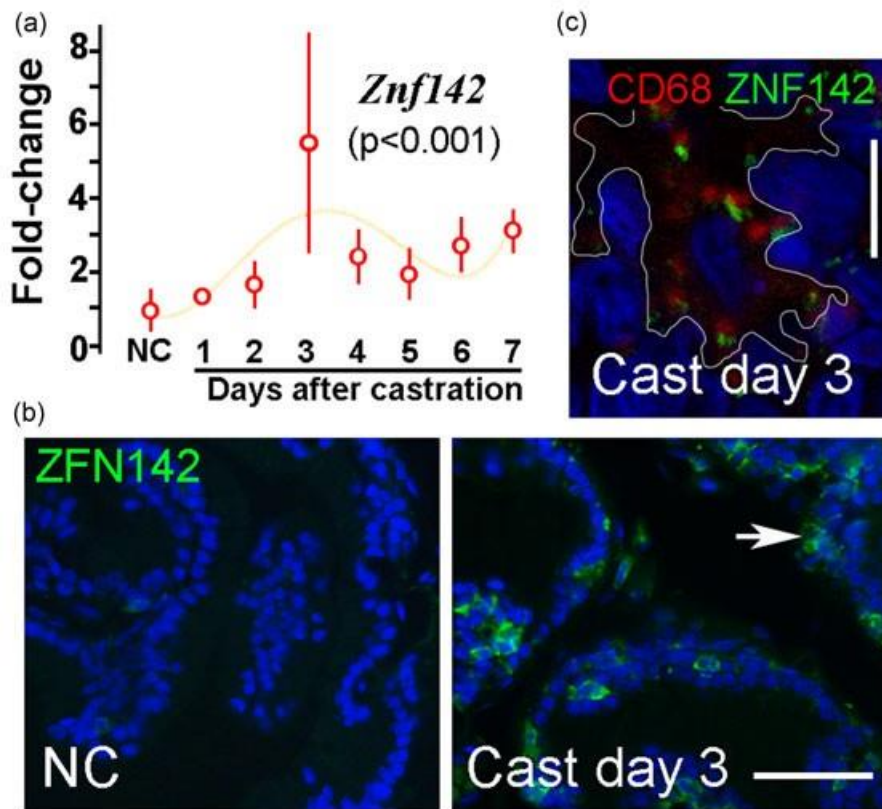 (a)
8
6
4
2
0
Fold-change
Znf142
(p<0.001)
NC 1 2 3 4 5 6 7
Days after castration
(c)
CD68 ZNF142
Cast day 3
(b)
ZFN142
NC
Cast day 3